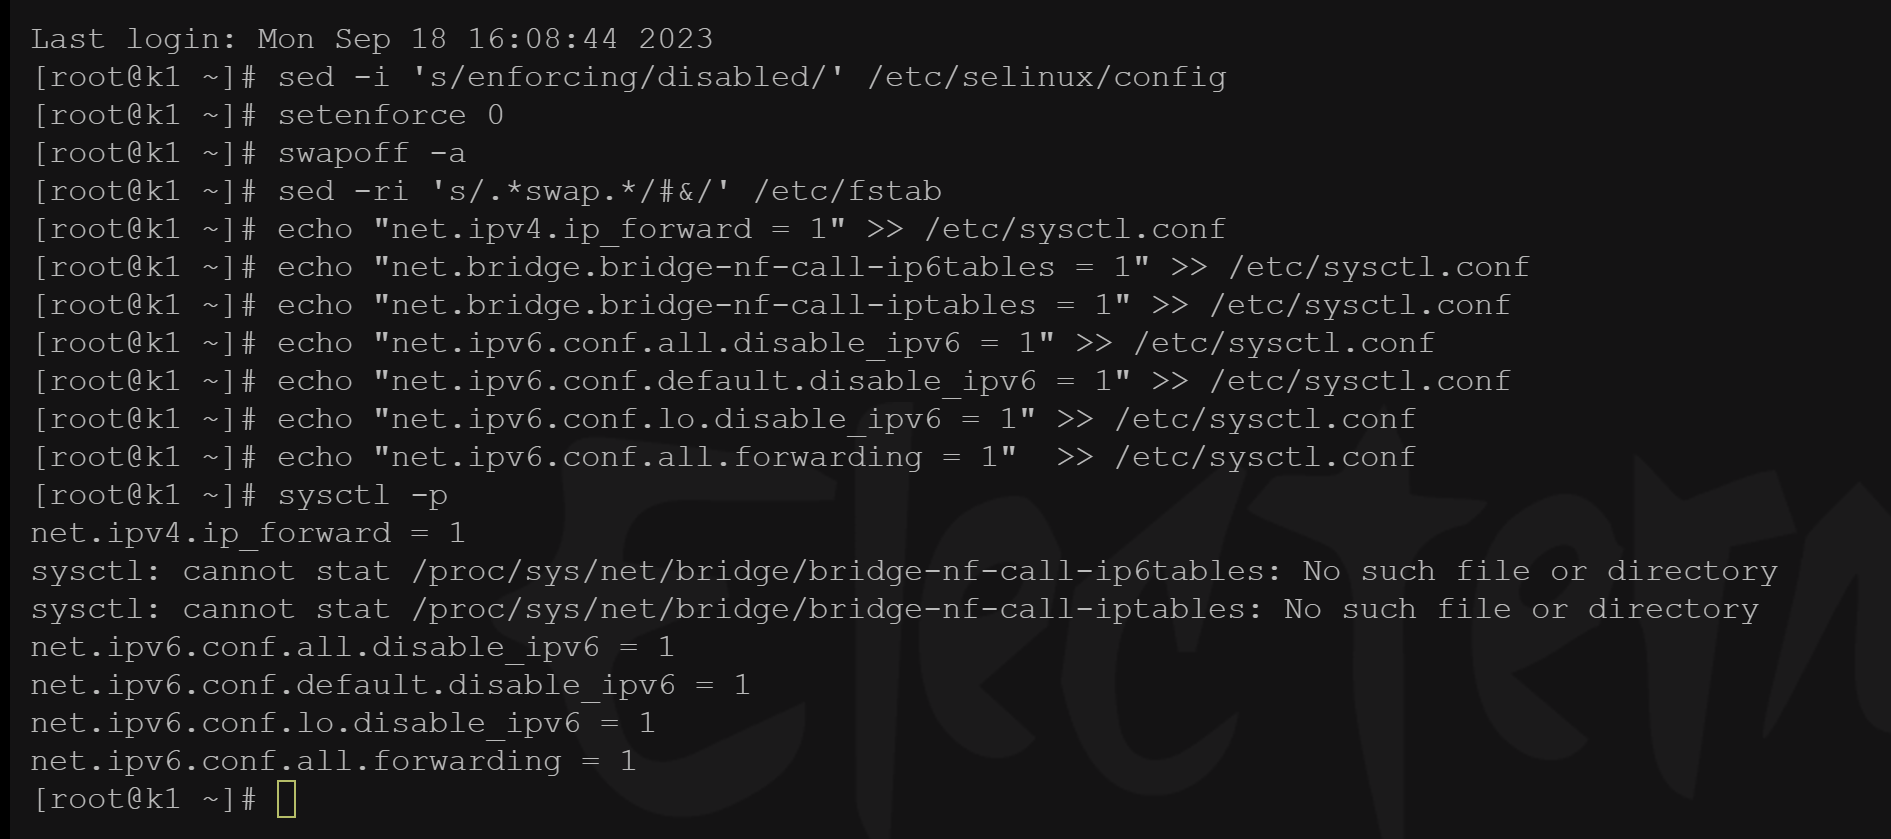 Last login: Mon Sep 18 16:08:44 2023
[root@k1 ~]# sed -i 's/enforcing/disabled/' /etc/selinux/config
[root@k1 ~]# setenforce 0
[root@k1 ~]# swapoff -a
[root@k1 ~]# sed -ri 's/.*swap.*/#&/' /etc/fstab
[root@k1 ~]# echo "net.ipv4.ip_forward = 1" >> /etc/sysctl.conf
[root@k1 ~]# echo "net.bridge.bridge-nf-call-ip6tables = 1" >> /etc/sysctl.conf
[root@k1 ~]# echo "net.bridge.bridge-nf-call-iptables = 1" >> /etc/sysctl.conf
[root@k1 ~]# echo "net.ipv6.conf.all.disable_ipv6 = 1" >> /etc/sysctl.conf
[root@k1 ~]# echo "net.ipv6.conf.default.disable_ipv6 = 1" >> /etc/sysctl.conf
[root@k1 ~]# echo "net.ipv6.conf.lo.disable_ipv6 = 1" >> /etc/sysctl.conf
[root@k1 ~]# echo "net.ipv6.conf.all.forwarding = 1"  >> /etc/sysctl.conf
[root@k1 ~]# sysctl -p
net.ipv4.ip_forward = 1
sysctl: cannot stat /proc/sys/net/bridge/bridge-nf-call-ip6tables: No such file or directory
sysctl: cannot stat /proc/sys/net/bridge/bridge-nf-call-iptables: No such file or directory
net.ipv6.conf.all.disable_ipv6 = 1
net.ipv6.conf.default.disable_ipv6 = 1
net.ipv6.conf.lo.disable_ipv6 = 1
net.ipv6.conf.all.forwarding = 1
[root@k1 ~]#